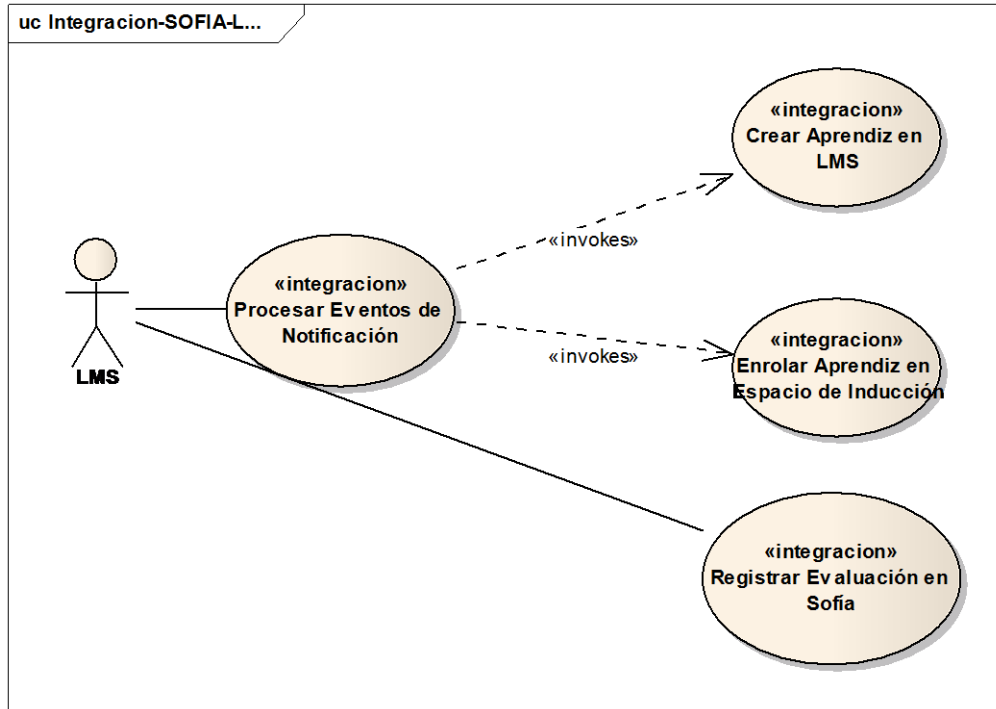 uc Integracion-SOFIA-L...
«integracion»
Crear Aprendiz en
LMS
«invokes»
«integracion»
Procesar Eventos de
Notificación
LMS
«invokes»
«integracion»
Enrolar Aprendiz en
Espacio de Inducción
«integracion»
Registrar Evaluación en
Sofía